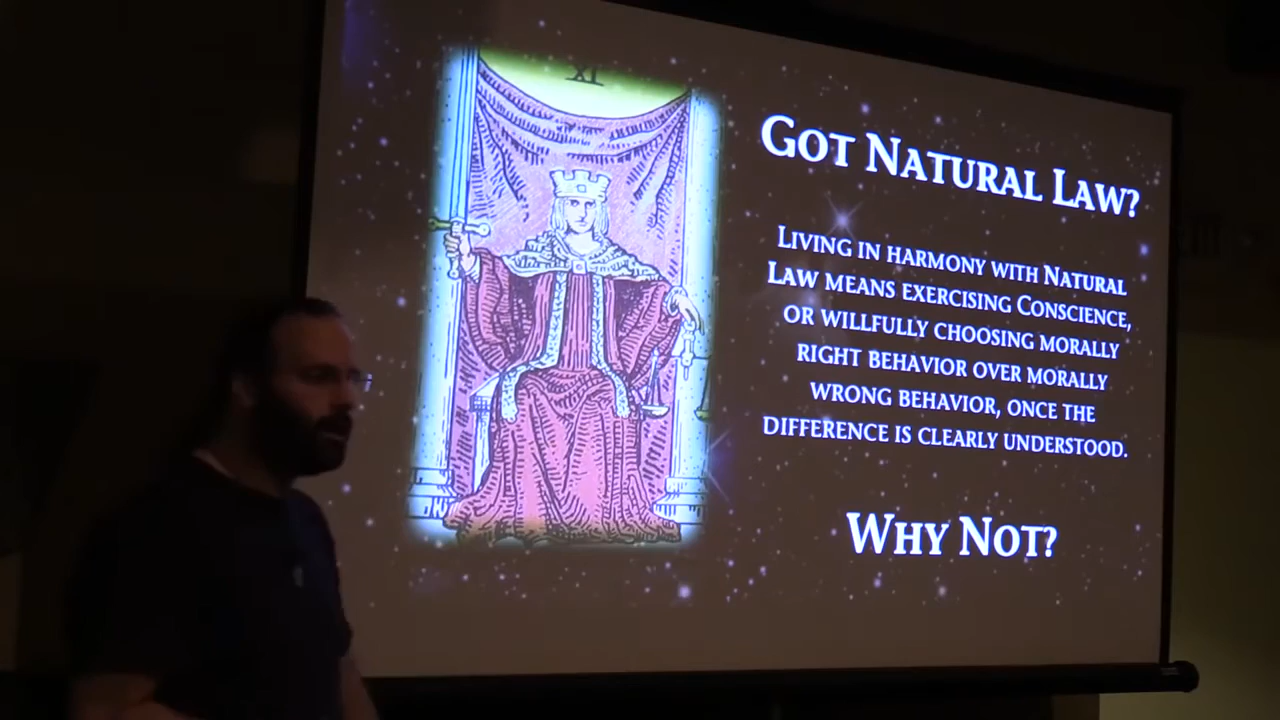 XI
Got Natural Law?
Living in harmony with Natural
Law means exercising Conscience,
or willfully choosing morally
right behavior over morally
wrong behavior, once the
difference is clearly understood.
Why Not?